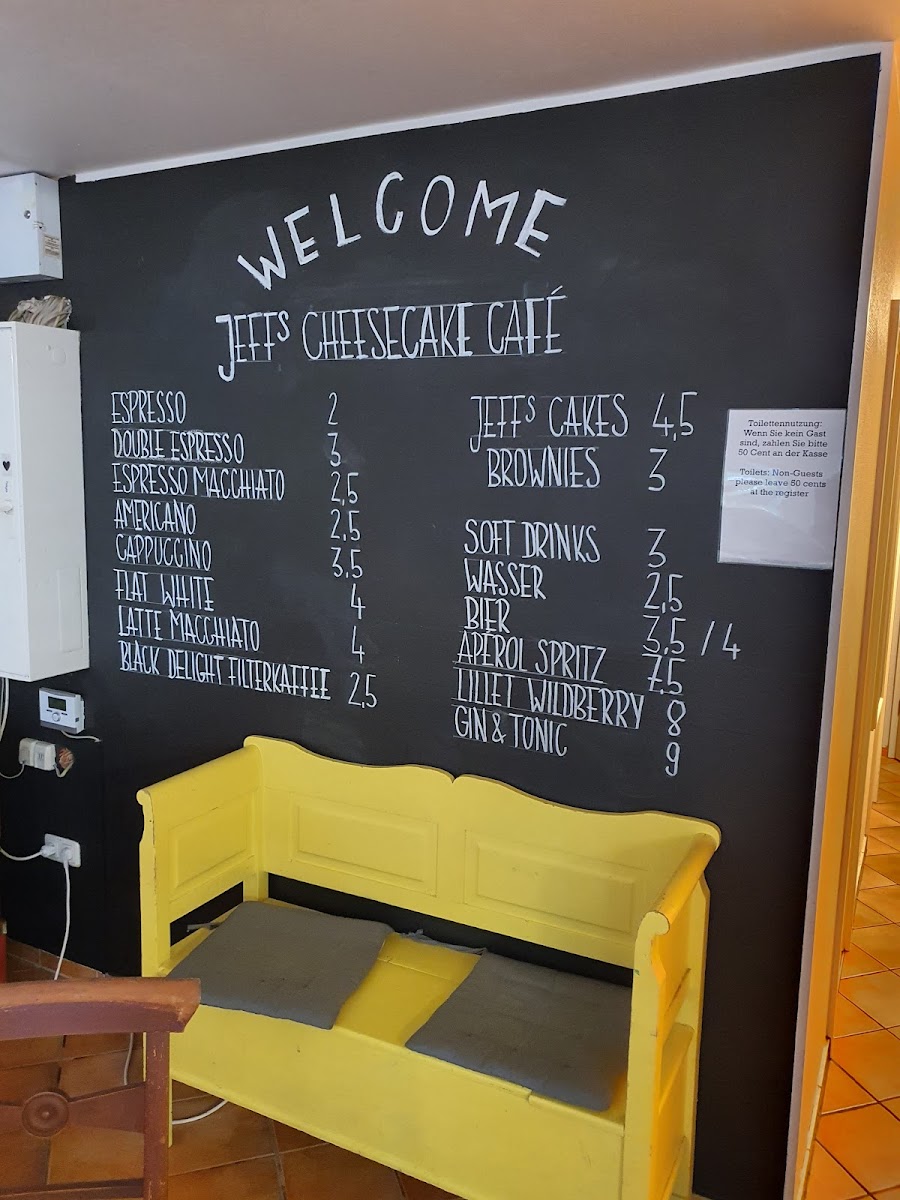 WELCOME
JEFFS CHEESECAKE CAFÉ
ESPRESSO 2
DOUBLE ESPRESSO 3
ESPRESSO MACCHIATO 2,5
AMERICANO 2,5
CAPPUCCINO 3,5
FLAT WHITE 4
LATTE MACCHIATO 4
BLACK DELIGHT FILTERKAFFEE 2,5
JEFFS CAKES 4,5
BROWNIES 3
SOFT DRINKS 3
WASSER 2,5
BIER 3,5 / 4
APEROL SPRITZ 7,5
LILLET WILDBERRY 8
GIN & TONIC 9
Toilettennutzung:
Wenn Sie kein Gast
sind, zahlen Sie bitte
50 Cent an der Kasse
Toilets: Non-Guests
please leave 50 cents
at the register